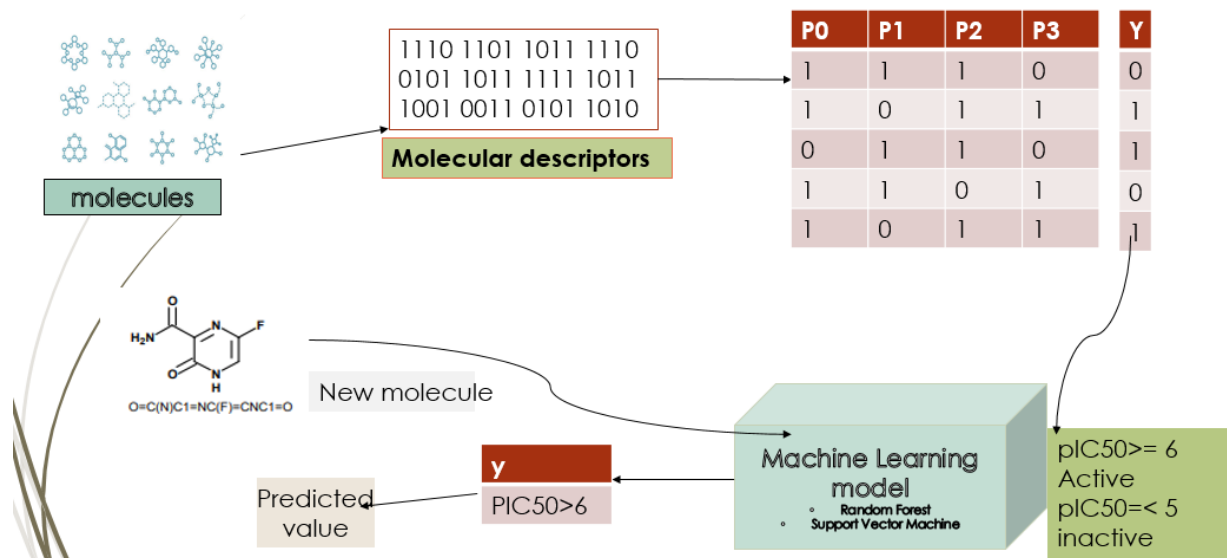 1110 1101 1011 1110
0101 1011 1111 1011
1001 0011 0101 1010
Molecular descriptors
molecules
P0 P1 P2 P3 Y
1 1 1 0 0
1 0 1 1 1
0 1 1 0 1
1 1 0 1 0
1 0 1 1 1
O
F
N
H₂N
O
N
H
O=C(N)C1=NC(F)=CNC1=O
New molecule
Machine Learning
model
Random Forest
Support Vector Machine
pIC50>= 6
Active
pIC50=< 5
inactive
y
PIC50>6
Predicted
value